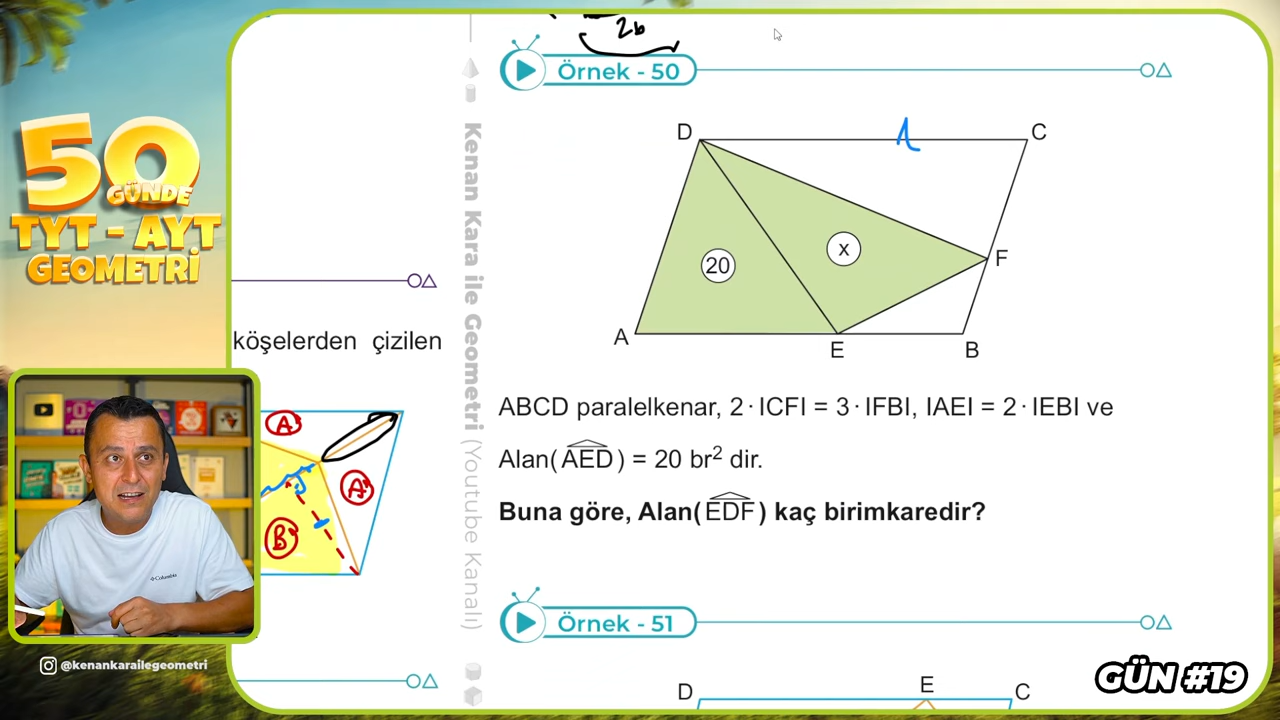 50
GÜNDE
TYT - AYT
GEOMETRİ
köşelerden çizilen
A
A
B
@kenankarailegeometri
Kenan Kara ile Geometri (Youtube Kanalı)
2b
Örnek - 50
D
C
20
x
F
A
E
B
ABCD paralelkenar, 2 · ICFI = 3 · IFBI, IAEI = 2 · IEBI ve
Alan(AED) = 20 br² dir.
Buna göre, Alan(EDF) kaç birimkaredir?
Örnek - 51
D
E
C
GÜN #19